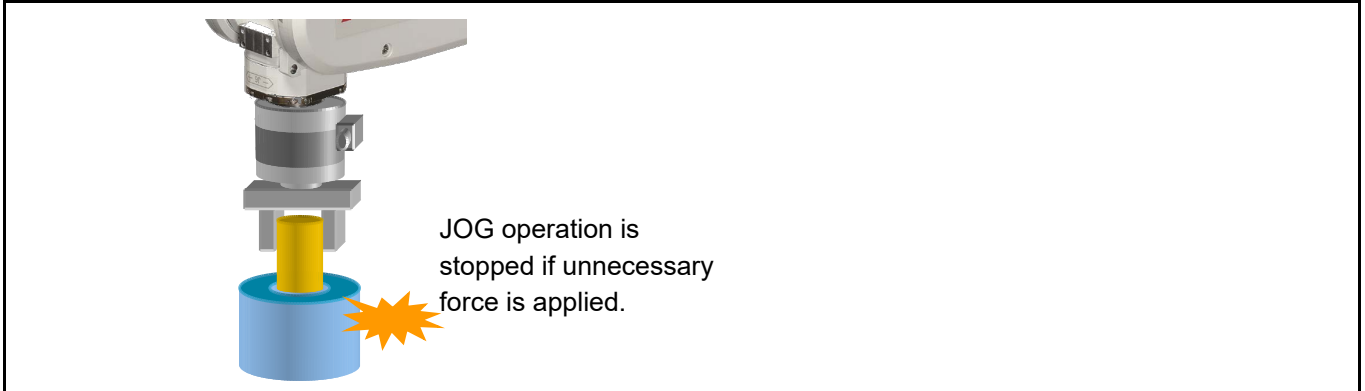 JOG operation is
stopped if unnecessary
force is applied.